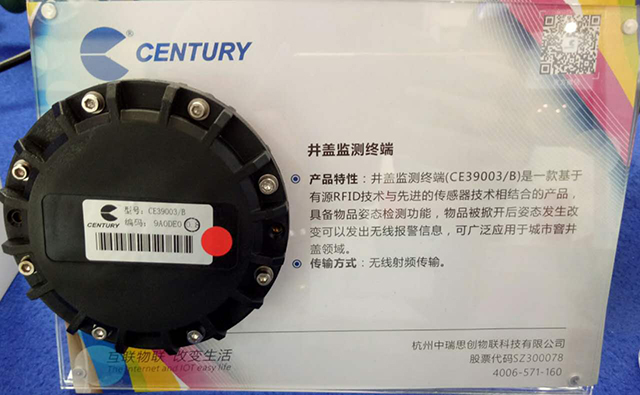 CENTURY
井盖监测终端
产品特性：井盖监测终端(CE39003/B)是一款基于
有源RFID技术与先进的传感器技术相结合的产品，
具备物品姿态检测功能，物品被掀开后姿态发生改
变可以发出无线报警信息，可广泛应用于城市窨井
盖领域。
传输方式：无线射频传输。
型号：CE39003/B
编码：9A0DE0
CENTURY
互联物联 改变生活
The internet and IOT easy life
杭州中瑞思创物联科技有限公司
股票代码SZ300078
4006-571-160